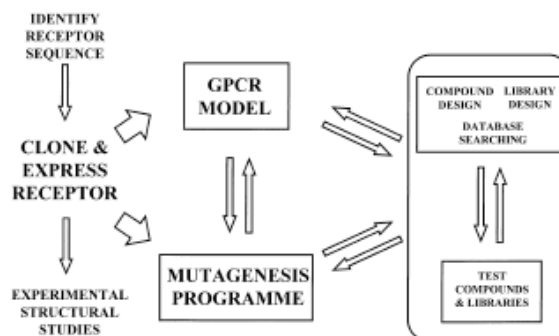 IDENTIFY
RECEPTOR
SEQUENCE
CLONE &
EXPRESS
RECEPTOR
EXPERIMENTAL
STRUCTURAL
STUDIES
GPCR
MODEL
MUTAGENESIS
PROGRAMME
COMPOUND LIBRARY
DESIGN DESIGN
DATABASE
SEARCHING
TEST
COMPOUNDS
& LIBRARIES